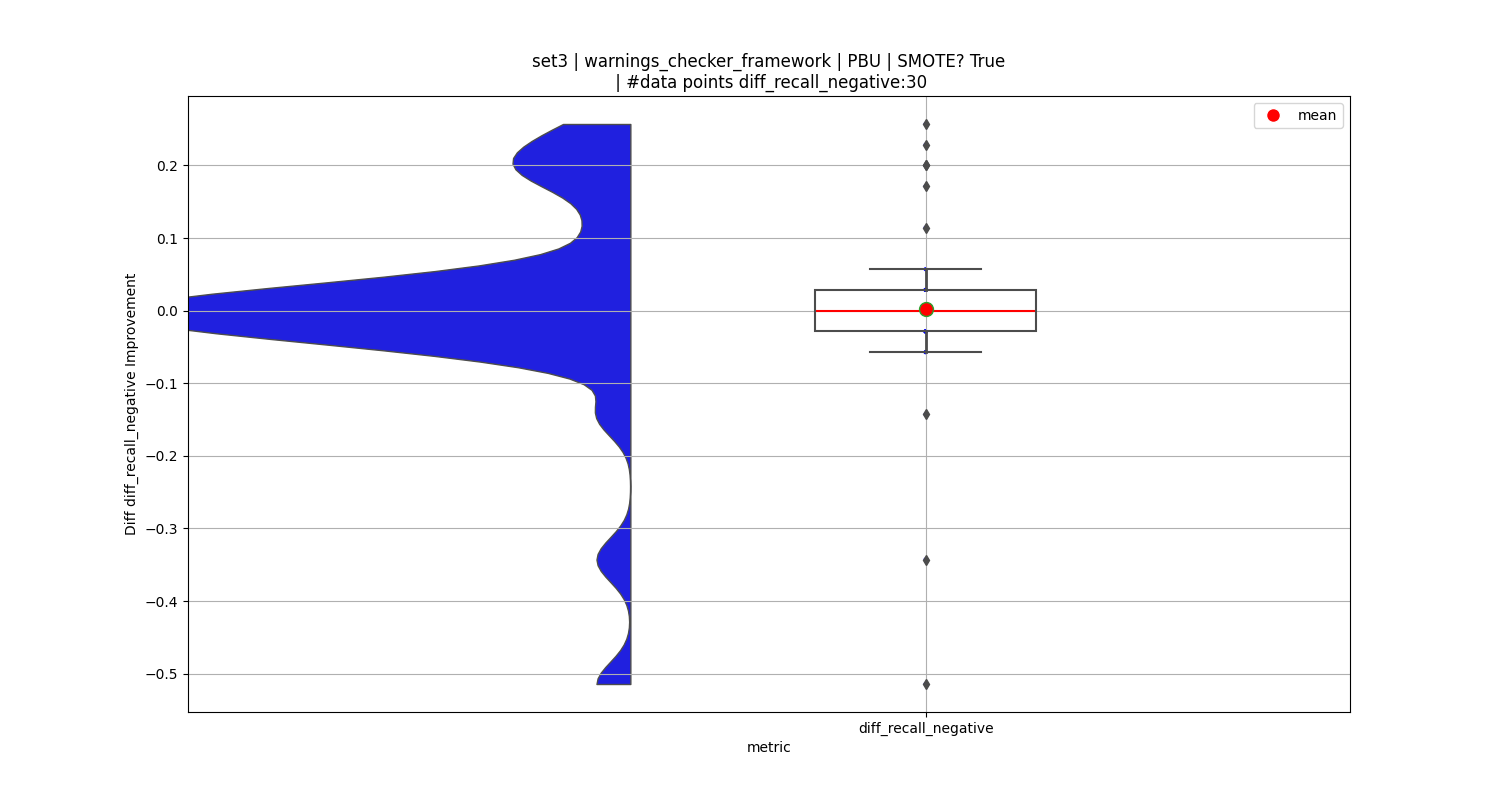 set3 | warnings_checker_framework | PBU | SMOTE? True
| #data points diff_recall_negative:30
mean
0.2
0.1
0.0
−0.1
−0.2
−0.3
−0.4
−0.5
Diff diff_recall_negative Improvement
diff_recall_negative
metric